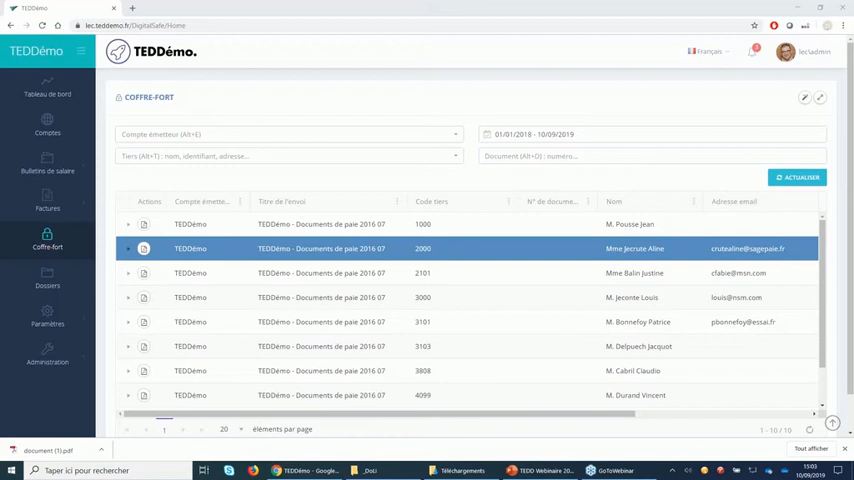 TEDDémo - Google...
lec.teddemo.fr/DigitalSafe/Home
TEDDémo
TEDDémo.
Français
3
lec\admin
Tableau de bord
Comptes
Bulletins de salaire
Factures
Coffre-fort
Dossiers
Paramètres
Administration
COFFRE-FORT
Compte émetteur (Alt+E)
01/01/2018 - 10/09/2019
Tiers (Alt+T) : nom, identifiant, adresse...
Document (Alt+D) : numéro...
ACTUALISER
Actions Compte émette... Titre de l'envoi Code tiers N° de docume... Nom Adresse email
TEDDémo TEDDémo - Documents de paie 2016 07 1000 M. Pousse Jean
TEDDémo TEDDémo - Documents de paie 2016 07 2000 Mme Jecrute Aline crutealine@sagepaie.fr
TEDDémo TEDDémo - Documents de paie 2016 07 2101 Mme Balin Justine cfabie@msn.com
TEDDémo TEDDémo - Documents de paie 2016 07 3000 M. Jeconte Louis louis@nsm.com
TEDDémo TEDDémo - Documents de paie 2016 07 3101 M. Bonnefoy Patrice pbonnefoy@essai.fr
TEDDémo TEDDémo - Documents de paie 2016 07 3103 M. Delpuech Jacquot
TEDDémo TEDDémo - Documents de paie 2016 07 3808 M. Cabril Claudio
TEDDémo TEDDémo - Documents de paie 2016 07 4099 M. Durand Vincent
1 20 éléments par page 1 - 10 / 10
document (1).pdf
Tout afficher
Taper ici pour rechercher
_DoLi
Téléchargements
TEDD Webinaire 20...
GoToWebinar
15:03
10/09/2019